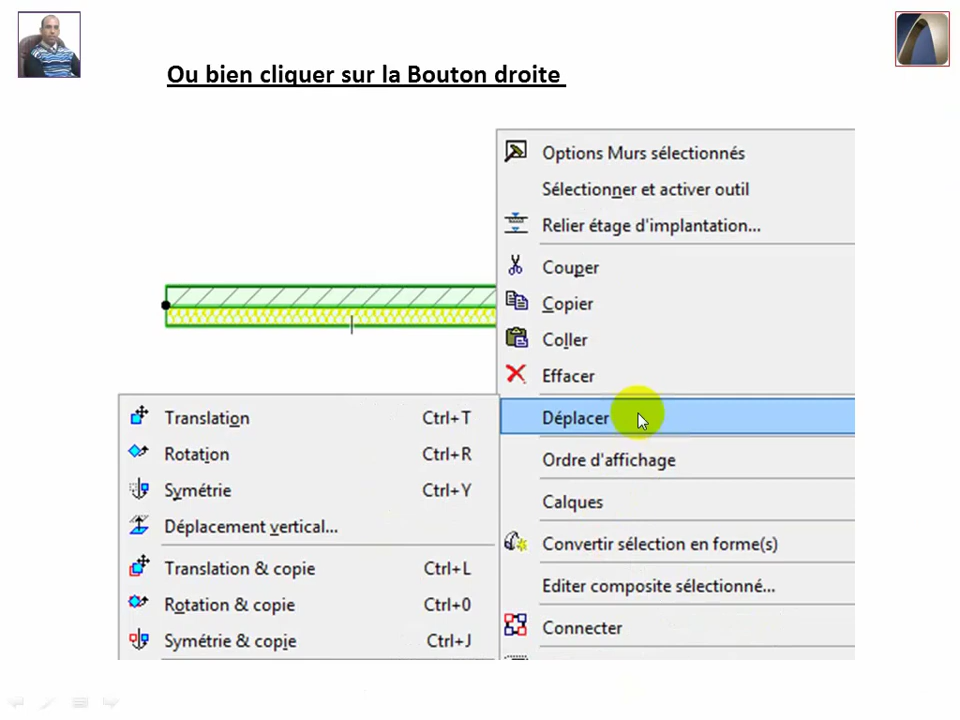 Ou bien cliquer sur la Bouton droite
Options Murs sélectionnés
Sélectionner et activer outil
Relier étage d'implantation...
Couper
Copier
Coller
Effacer
Déplacer
Ordre d'affichage
Calques
Convertir sélection en forme(s)
Editer composite sélectionné...
Connecter
Translation Ctrl+T
Rotation Ctrl+R
Symétrie Ctrl+Y
Déplacement vertical...
Translation & copie Ctrl+L
Rotation & copie Ctrl+0
Symétrie & copie Ctrl+J